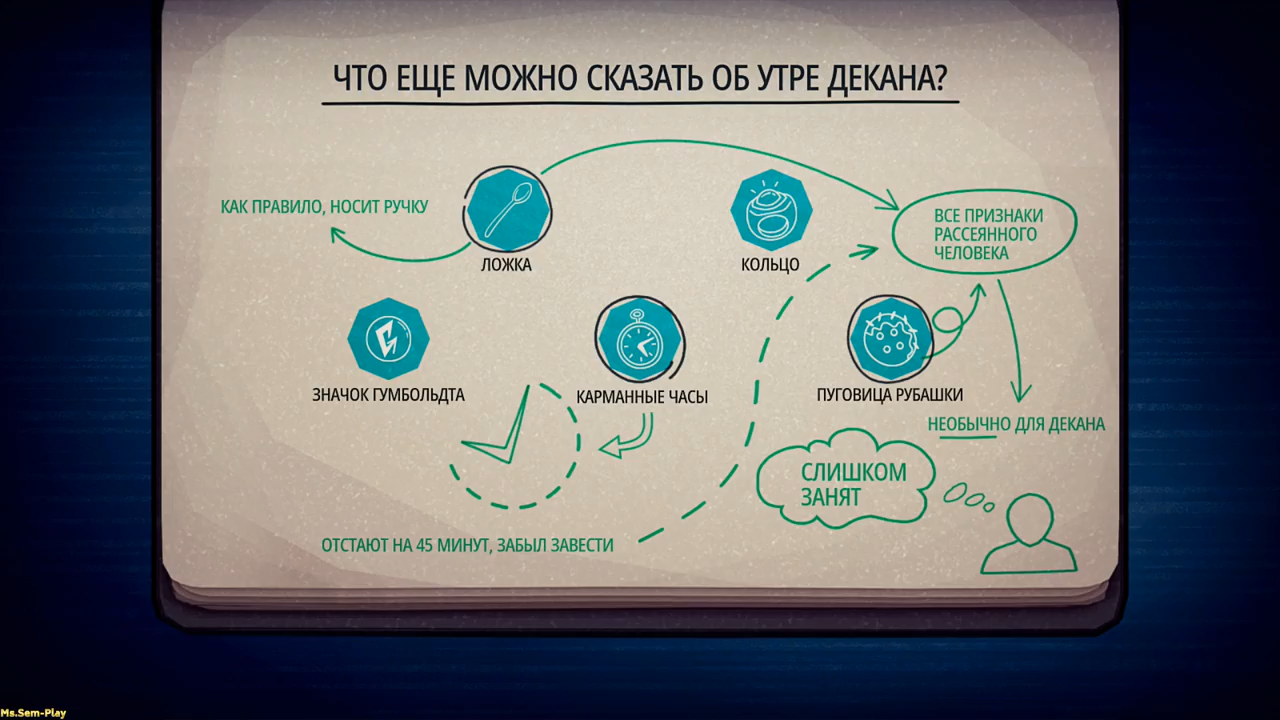 ЧТО ЕЩЕ МОЖНО СКАЗАТЬ ОБ УТРЕ ДЕКАНА?
КАК ПРАВИЛО, НОСИТ РУЧКУ
ЛОЖКА
КОЛЬЦО
ВСЕ ПРИЗНАКИ
РАССЕЯННОГО
ЧЕЛОВЕКА
ЗНАЧОК ГУМБОЛЬДТА
КАРМАННЫЕ ЧАСЫ
ПУГОВИЦА РУБАШКИ
НЕОБЫЧНО ДЛЯ ДЕКАНА
СЛИШКОМ
ЗАНЯТ
ОТСТАЮТ НА 45 МИНУТ, ЗАБЫЛ ЗАВЕСТИ
Ms.Sem-Play